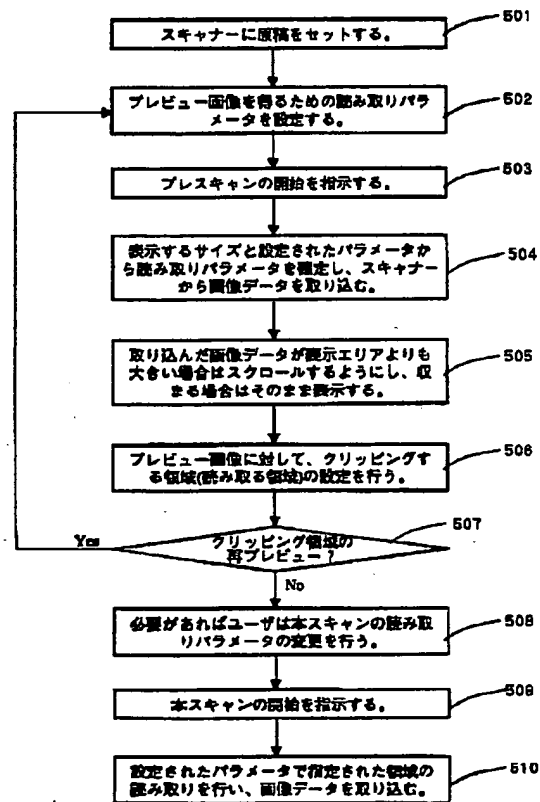 501
スキャナーに原稿をセットする。
502
プレビュー画像を得るための読み取りパラ
メータを設定する。
503
プレスキャンの開始を指示する。
504
表示するサイズと設定されたパラメータか
ら読み取りパラメータを確定し、スキャナー
から画像データを取り込む。
505
取り込んだ画像データが表示エリアよりも
大きい場合はスクロールするようにし、収
まる場合はそのまま表示する。
506
プレビュー画像に対して、クリッピングす
る領域(読み取る領域)の設定を行う。
507
クリッピング領域の
再プレビュー？
Yes
No
508
必要があればユーザは本スキャンの読み取
りパラメータの変更を行う。
509
本スキャンの開始を指示する。
510
設定されたパラメータで指定された領域の
読み取りを行い、画像データを取り込む。